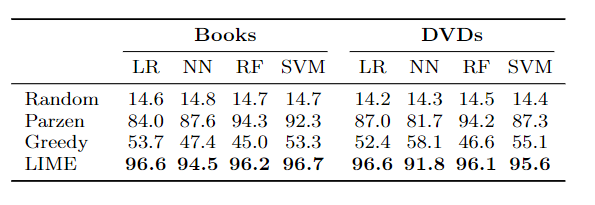 Books DVDs
LR NN RF SVM LR NN RF SVM
Random 14.6 14.8 14.7 14.7 14.2 14.3 14.5 14.4
Parzen 84.0 87.6 94.3 92.3 87.0 81.7 94.2 87.3
Greedy 53.7 47.4 45.0 53.3 52.4 58.1 46.6 55.1
LIME 96.6 94.5 96.2 96.7 96.6 91.8 96.1 95.6